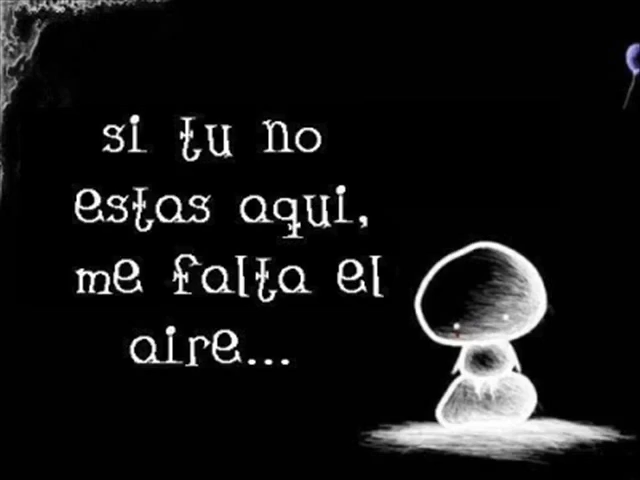 si tu no
estas aqui,
me falta el
aire...